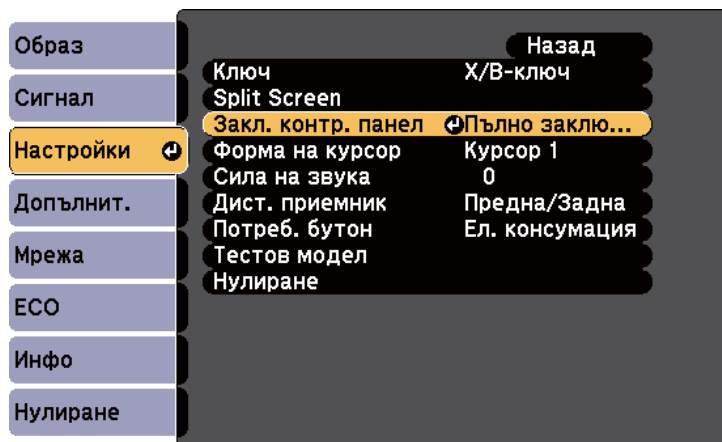 Образ
Сигнал
Настройки
Допълнит.
Мрежа
ECO
Инфо
Нулиране
Назад
Ключ Х/В-ключ
Split Screen
Закл. контр. панел Пълно заклю...
Форма на курсор Курсор 1
Сила на звука 0
Дист. приемник Предна/Задна
Потреб. бутон Ел. консумация
Тестов модел
Нулиране